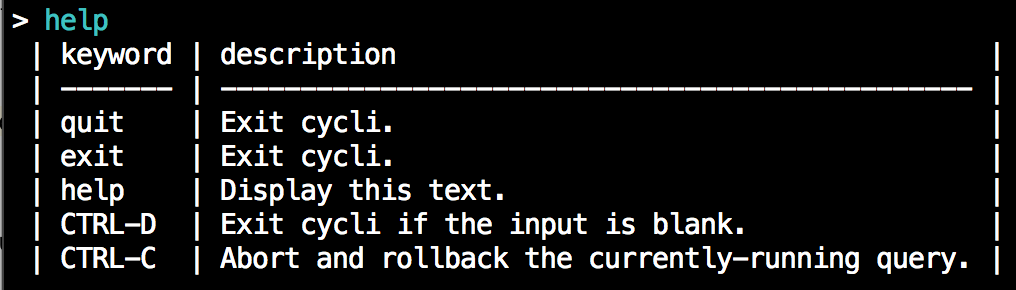 > help
| keyword | description |
| ------- | ----------------------------------------------- |
| quit | Exit cycli. |
| exit | Exit cycli. |
| help | Display this text. |
| CTRL-D | Exit cycli if the input is blank. |
| CTRL-C | Abort and rollback the currently-running query. |